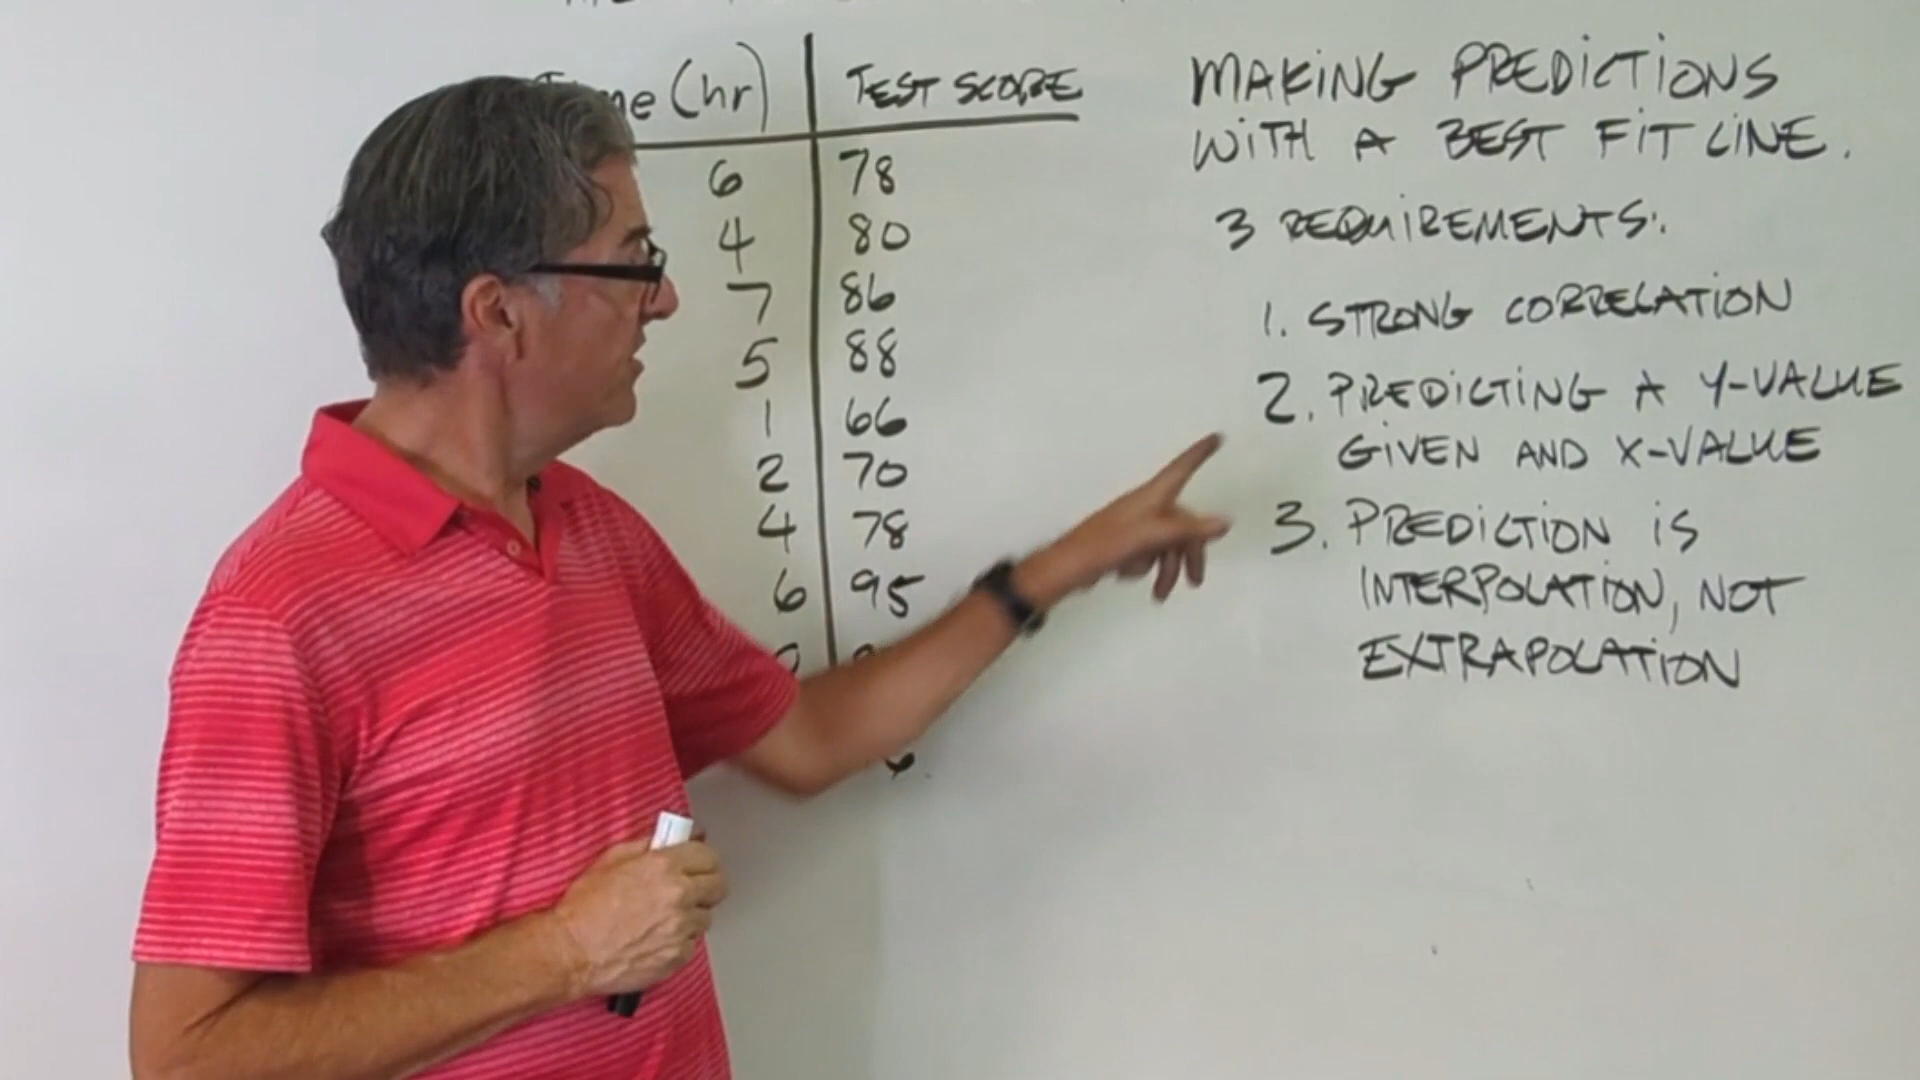 (hr) TEST SCORE
6 78
4 80
7 86
5 88
1 66
2 70
4 78
6 95
MAKING PREDICTIONS
WITH A BEST FIT LINE.
3 REQUIREMENTS:
1. STRONG CORRELATION
2. PREDICTING A Y-VALUE
GIVEN AND X-VALUE
3. PREDICTION IS
INTERPOLATION, NOT
EXTRAPOLATION